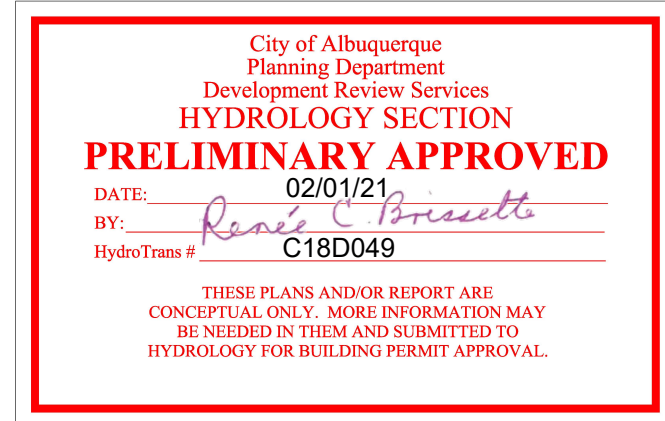 City of Albuquerque
Planning Department
Development Review Services
HYDROLOGY SECTION
PRELIMINARY APPROVED
DATE: 02/01/21
BY: Renée C. Brissette
HydroTrans # C18D049
THESE PLANS AND/OR REPORT ARE
CONCEPTUAL ONLY. MORE INFORMATION MAY
BE NEEDED IN THEM AND SUBMITTED TO
HYDROLOGY FOR BUILDING PERMIT APPROVAL.